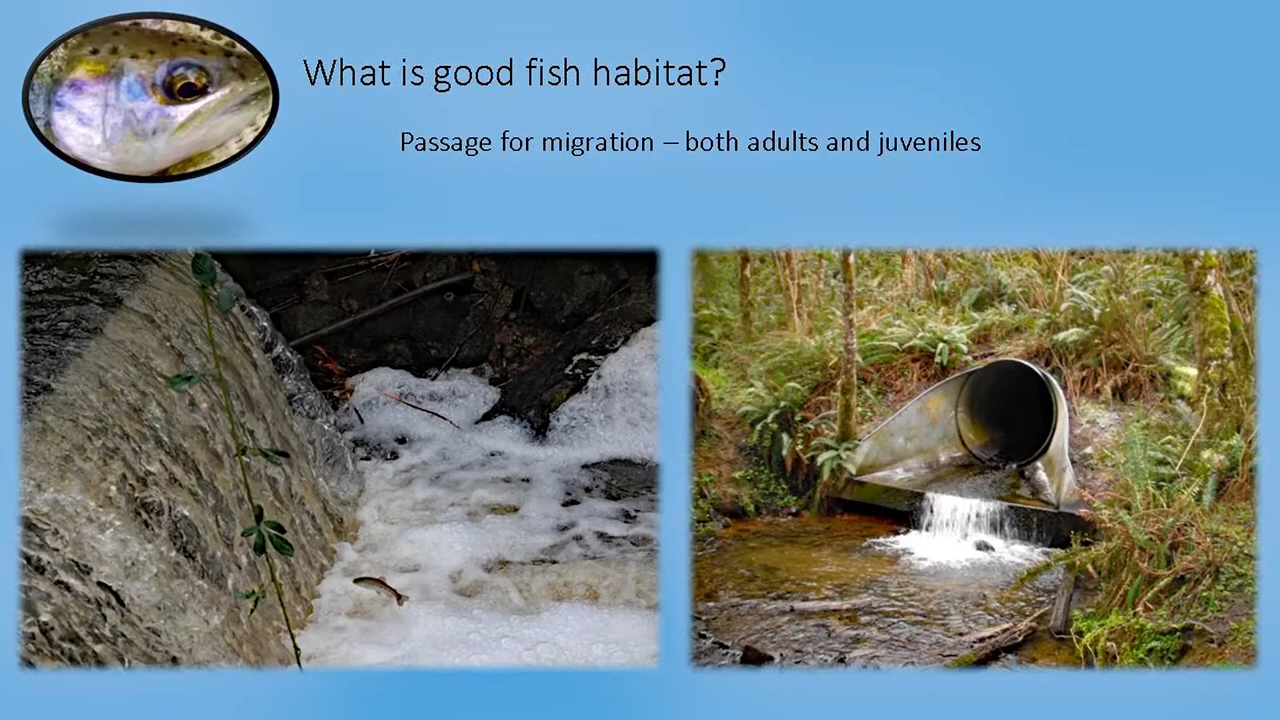 What is good fish habitat?
Passage for migration – both adults and juveniles